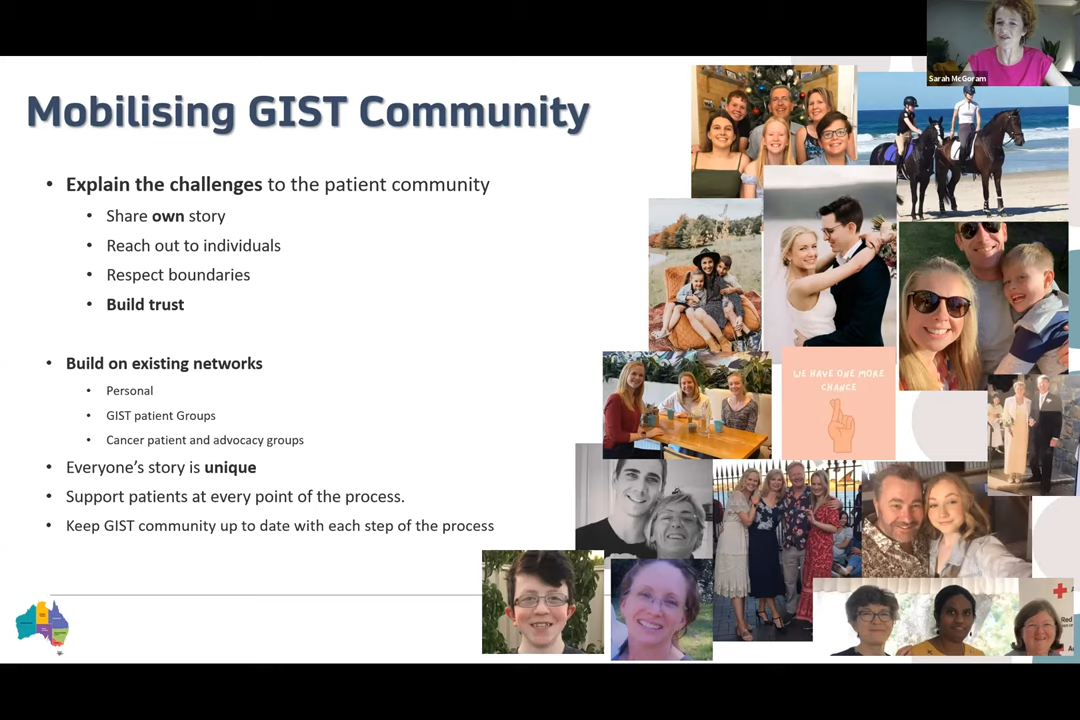 Sarah McGoram
Mobilising GIST Community
• Explain the challenges to the patient community
• Share own story
• Reach out to individuals
• Respect boundaries
• Build trust
• Build on existing networks
• Personal
• GIST patient Groups
• Cancer patient and advocacy groups
• Everyone’s story is unique
• Support patients at every point of the process.
• Keep GIST community up to date with each step of the process
WE HAVE ONE MORE
CHANCE
Red